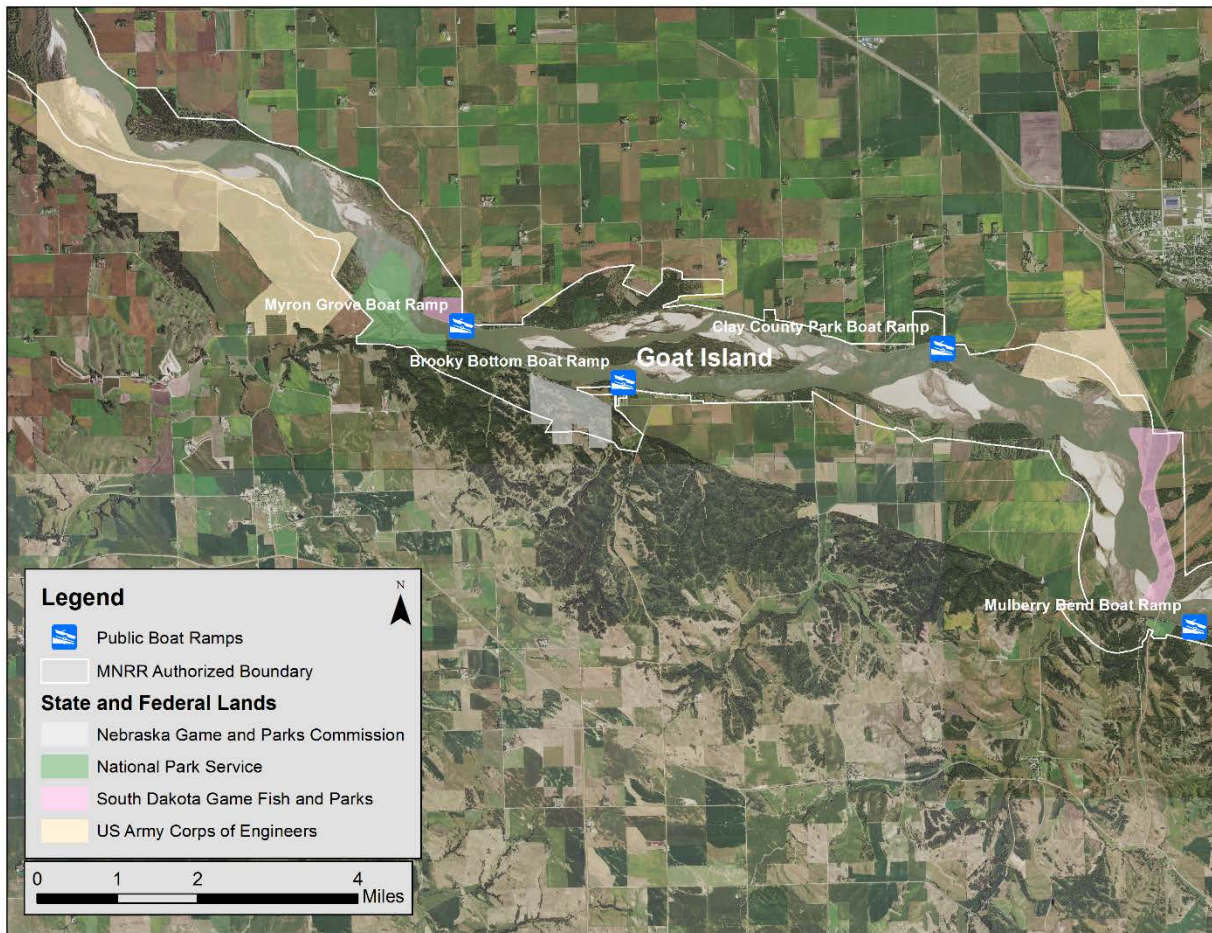 Myron Grove Boat Ramp
Clay County Park Boat Ramp
Brooky Bottom Boat Ramp
Goat Island
Mulberry Bend Boat Ramp
Legend
N
Public Boat Ramps
MNRR Authorized Boundary
State and Federal Lands
Nebraska Game and Parks Commission
National Park Service
South Dakota Game Fish and Parks
US Army Corps of Engineers
0 1 2 4
Miles